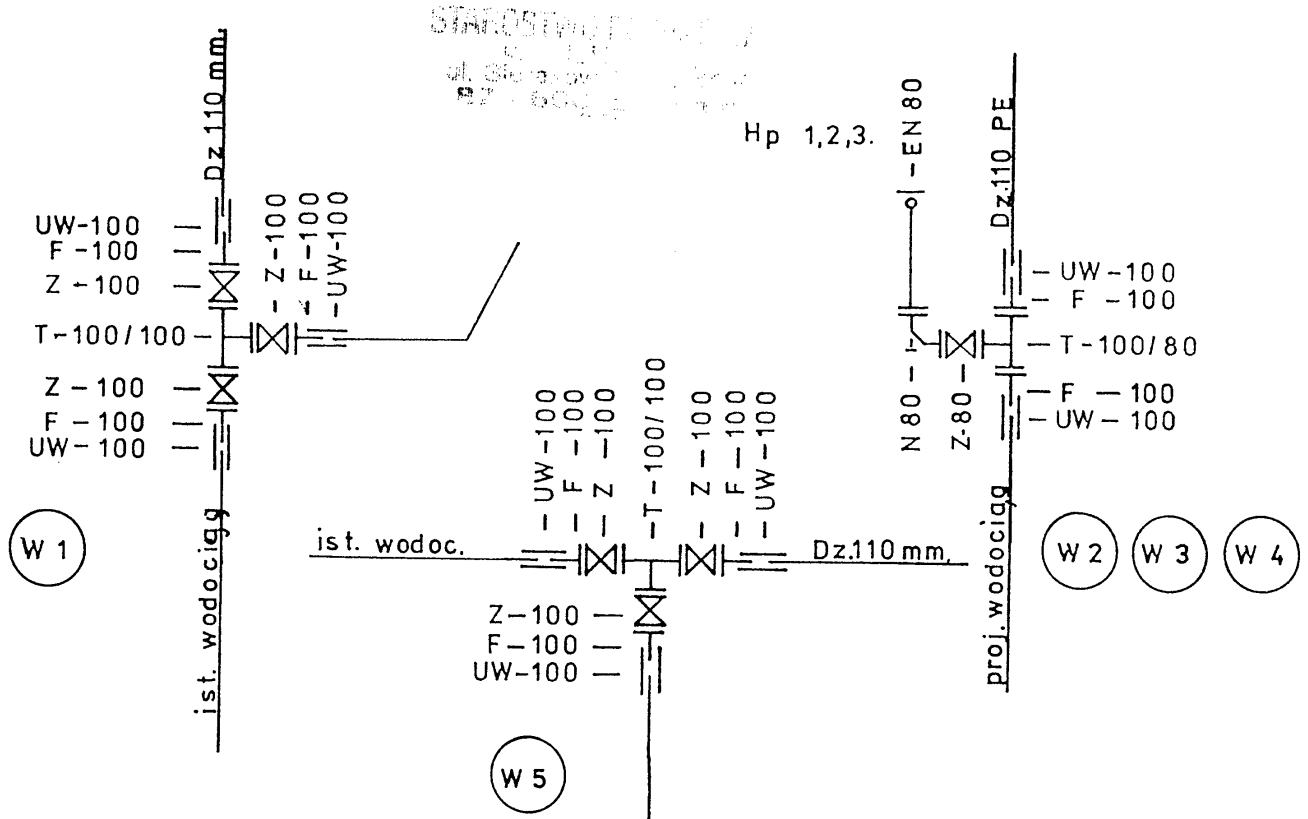 Dz 110 mm.
UW-100
F-100
Z-100
T-100/100
Z-100
F-100
UW-100
Z-100
F-100
UW-100
ist. wodociąg
W 1
ist. wodoc.
UW-100
F-100
Z-100
T-100/100
Z-100
F-100
UW-100
Dz.110 mm.
Z-100
F-100
UW-100
W 5
Hp 1,2,3.
EN 80
Dz.110 PE
UW-100
F-100
T-100/80
F-100
UW-100
N 80
Z-80
proj. wodociąg
W 2
W 3
W 4